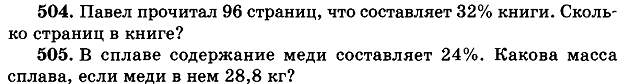 504. Павел прочитал 96 страниц, что составляет 32% книги. Сколь-
ко страниц в книге?
505. В сплаве содержание меди составляет 24%. Какова масса
сплава, если меди в нем 28,8 кг?